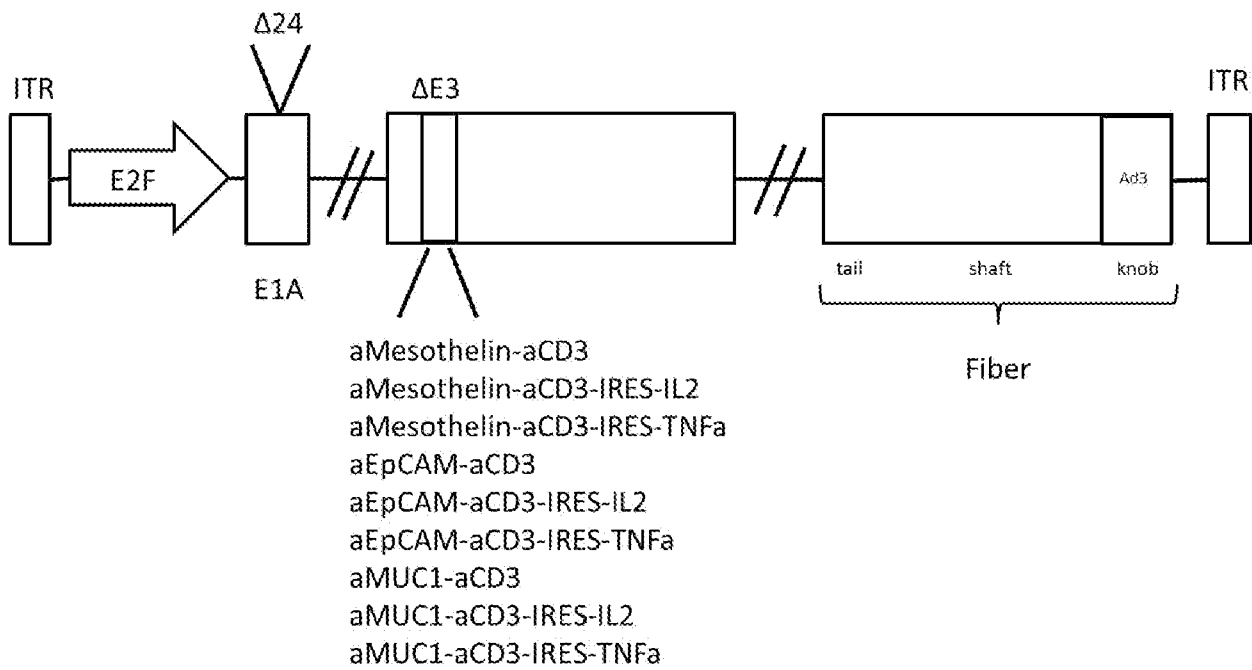 Δ24
ITR
ΔE3
ITR
E2F
Ad3
E1A
tail shaft knob
Fiber
aMesothelin-aCD3
aMesothelin-aCD3-IRES-IL2
aMesothelin-aCD3-IRES-TNFa
aEpCAM-aCD3
aEpCAM-aCD3-IRES-IL2
aEpCAM-aCD3-IRES-TNFa
aMUC1-aCD3
aMUC1-aCD3-IRES-IL2
aMUC1-aCD3-IRES-TNFa